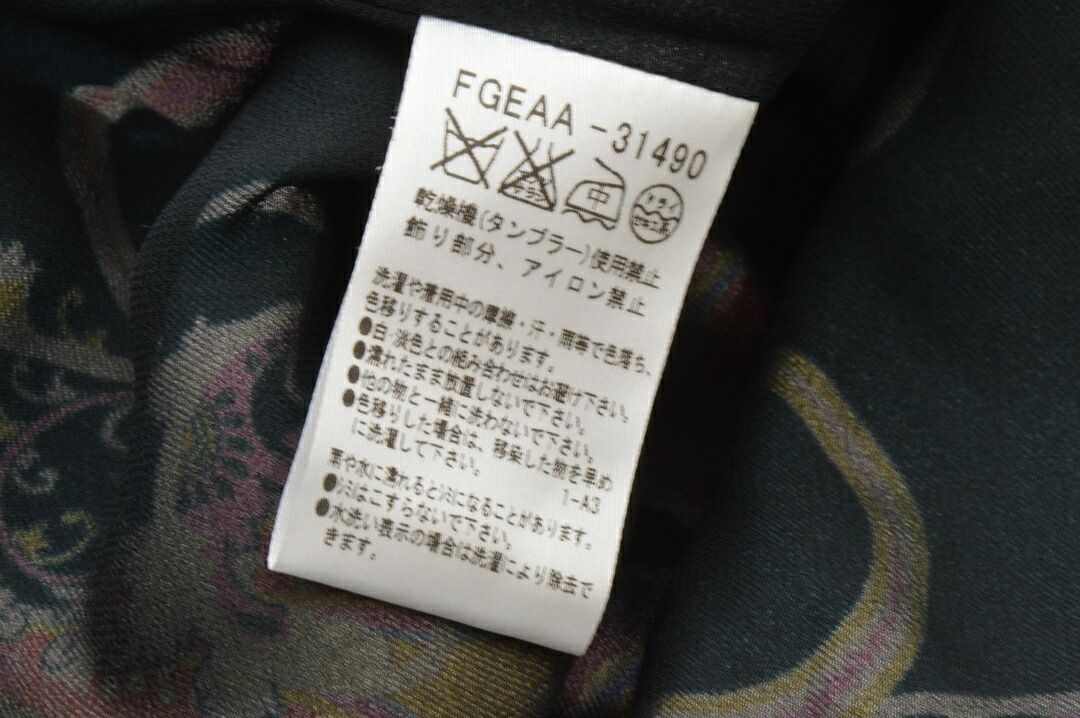 FGEAA -31490
中 ドライ
乾燥機(タンブラー)使用禁止
飾り部分、アイロン禁止
洗濯や着用中の摩擦・汗・雨等で色落ち、
色移りすることがあります。
●白・淡色との組み合わせはお避け下さい。
●濡れたまま放置しないで下さい。
●他の物と一緒に洗わないで下さい。
●色移りした場合は、移染した物を早め
に洗濯して下さい。
1-A3
雨や水に濡れると汚になることがあります。
●汚はこすらないで下さい。
●水洗い表示の場合は洗濯により除去で
きます。